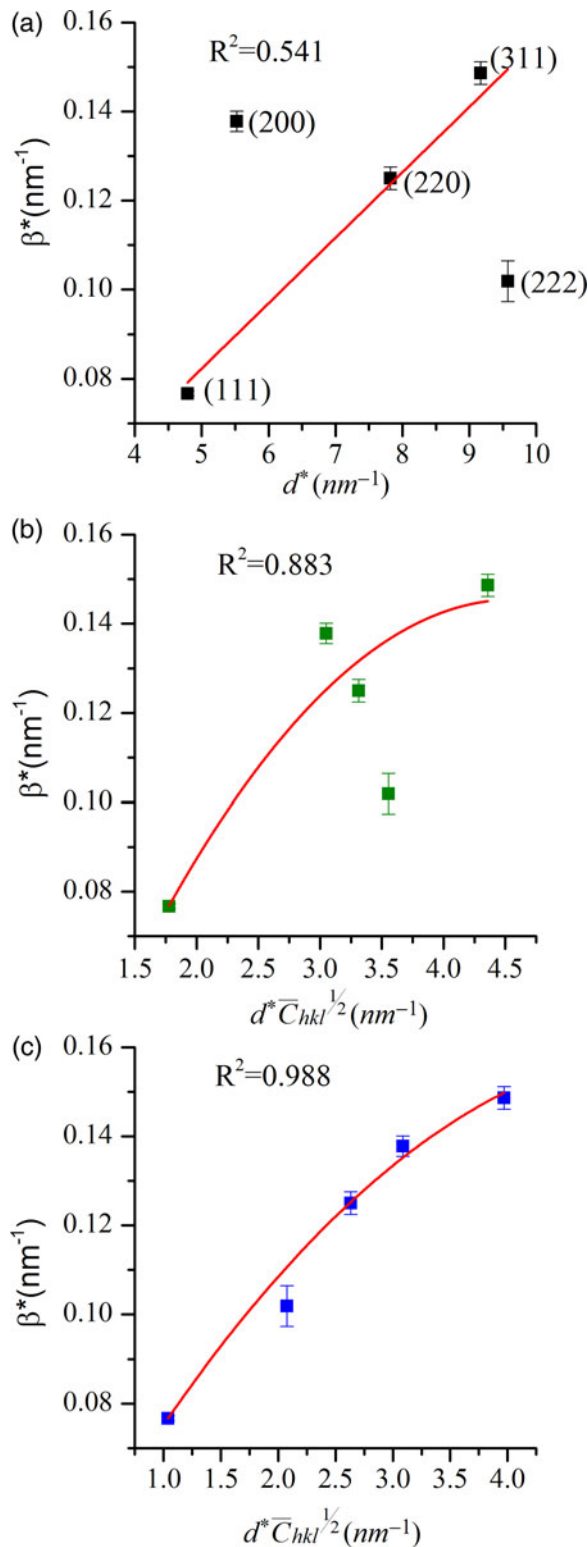 (a)
R²=0.541
(311)
(200)
(220)
(222)
(111)
0.16
0.14
0.12
0.10
0.08
β*(nm⁻¹)
4 5 6 7 8 9 10
d*(nm⁻¹)
(b)
R²=0.883
0.16
0.14
0.12
0.10
0.08
β*(nm⁻¹)
1.5 2.0 2.5 3.0 3.5 4.0 4.5
d*C̅hkl^1/2(nm⁻¹)
(c)
R²=0.988
0.16
0.14
0.12
0.10
0.08
β*(nm⁻¹)
1.0 1.5 2.0 2.5 3.0 3.5 4.0
d*C̅hkl^1/2(nm⁻¹)